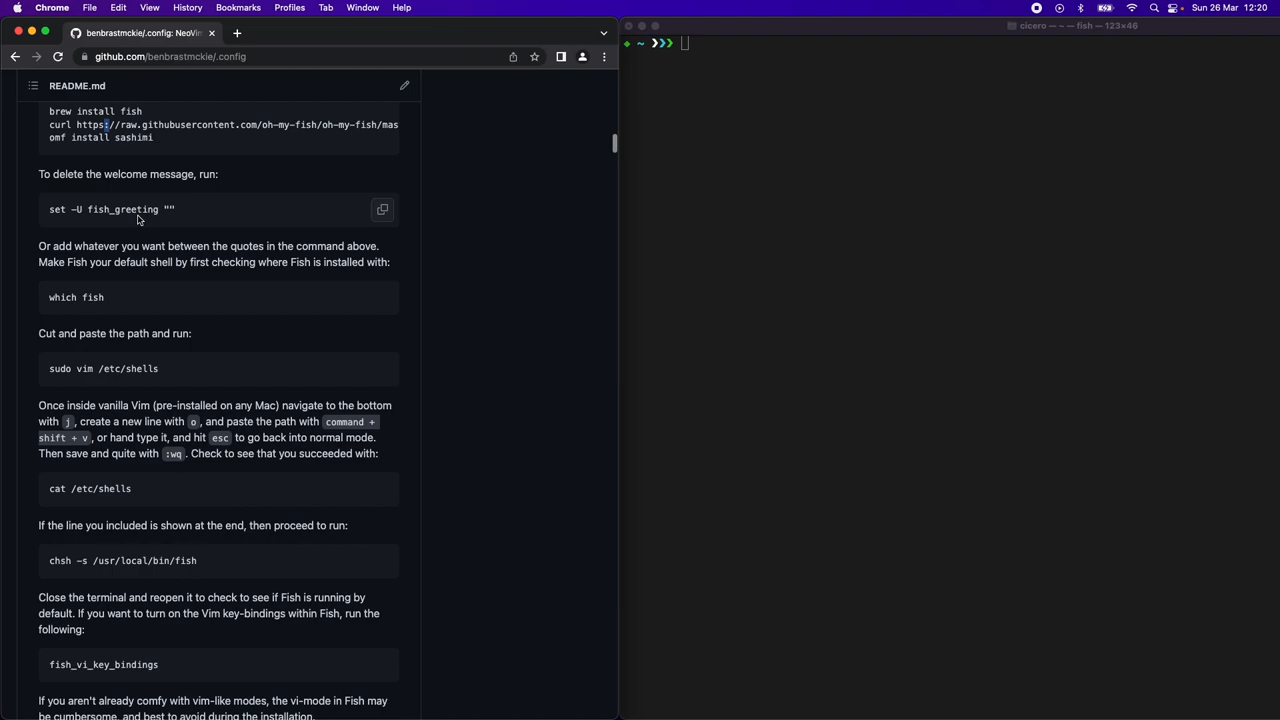 Chrome File Edit View History Bookmarks Profiles Tab Window Help Sun 26 Mar 12:20
benbrastmckie/.config: NeoVi
cicero — ~ — fish — 123×46
github.com/benbrastmckie/.config
~ ❯❯❯
README.md
brew install fish
curl https://raw.githubusercontent.com/oh-my-fish/oh-my-fish/mas
omf install sashimi
To delete the welcome message, run:
set -U fish_greeting ""
Or add whatever you want between the quotes in the command above.
Make Fish your default shell by first checking where Fish is installed with:
which fish
Cut and paste the path and run:
sudo vim /etc/shells
Once inside vanilla Vim (pre-installed on any Mac) navigate to the bottom
with j, create a new line with o, and paste the path with command +
shift + v, or hand type it, and hit esc to go back into normal mode.
Then save and quite with :wq. Check to see that you succeeded with:
cat /etc/shells
If the line you included is shown at the end, then proceed to run:
chsh -s /usr/local/bin/fish
Close the terminal and reopen it to check to see if Fish is running by
default. If you want to turn on the Vim key-bindings within Fish, run the
following:
fish_vi_key_bindings
If you aren't already comfy with vim-like modes, the vi-mode in Fish may
be cumbersome, and best to avoid during the installation.